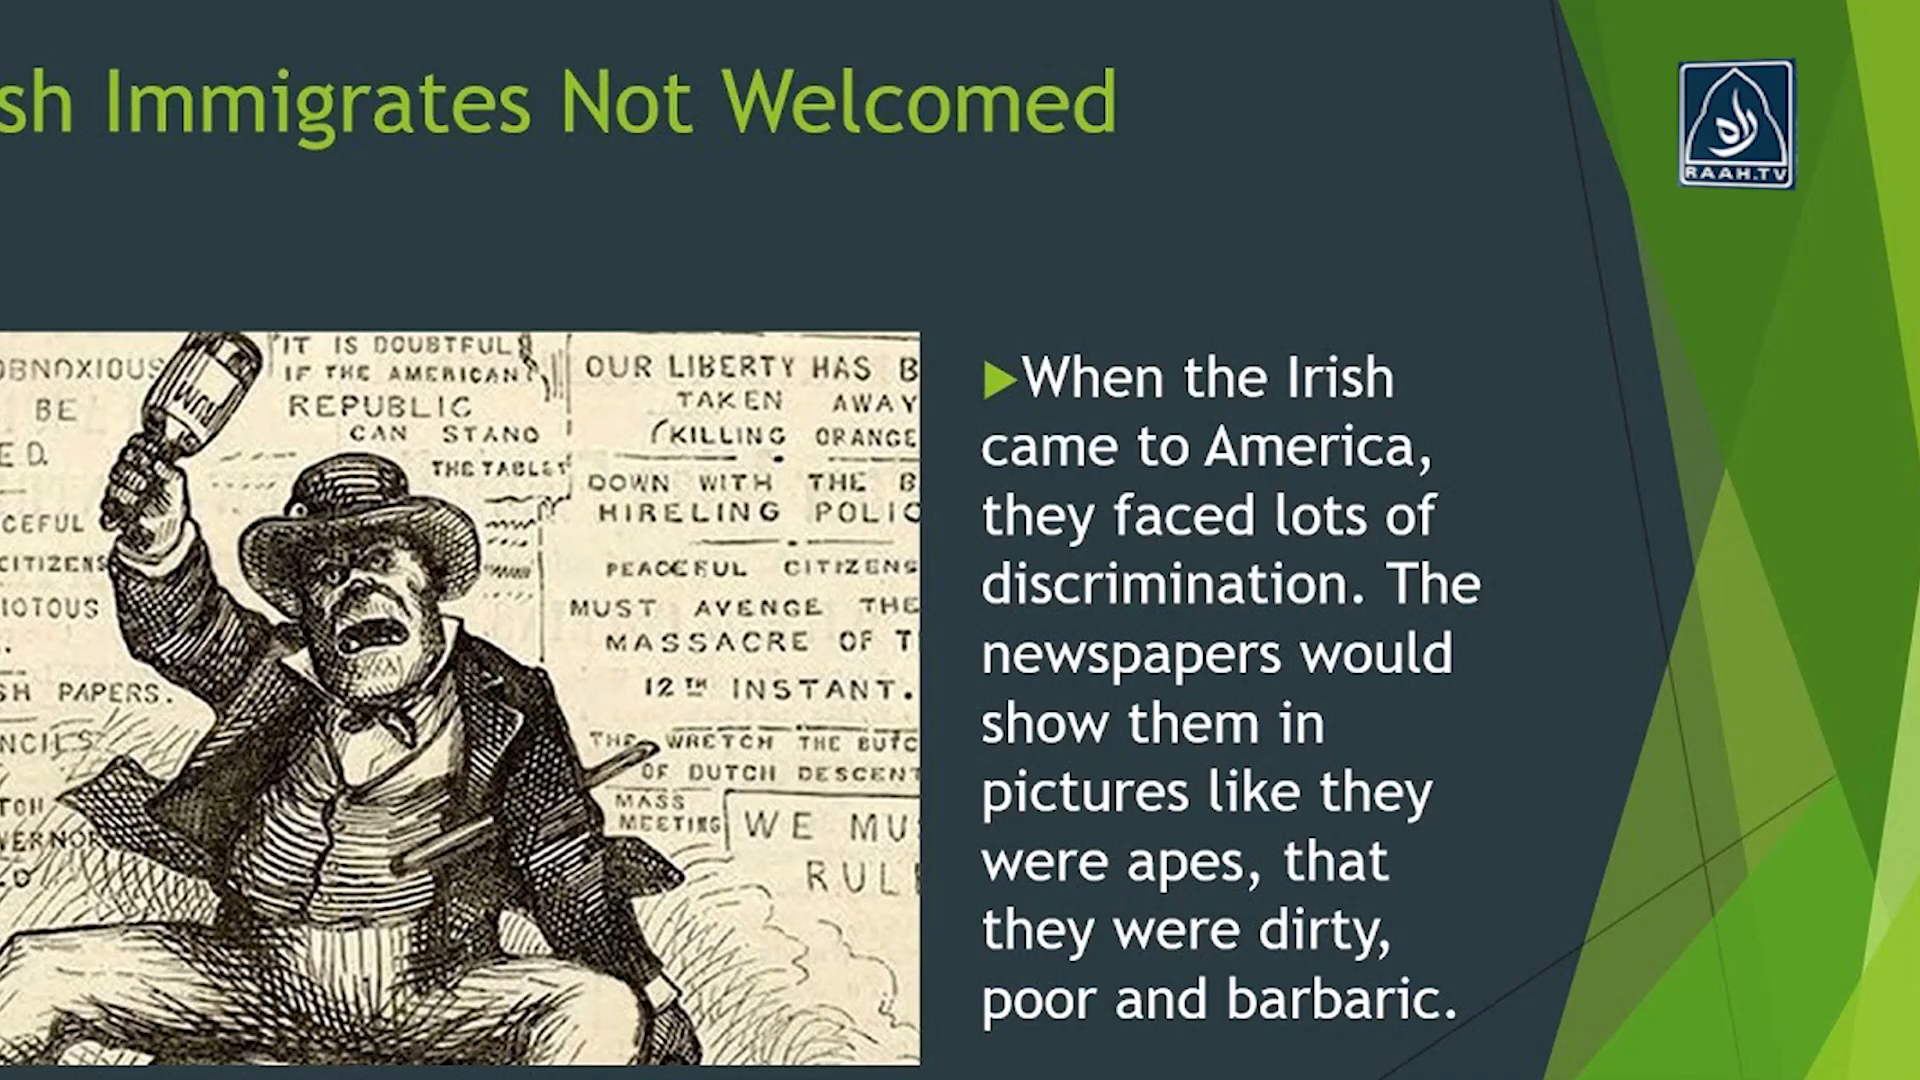 sh Immigrates Not Welcomed
RAAH.TV
OBNOXIOUS
BE
ED.
CEFUL
CITIZENS
IOTOUS
SH PAPERS.
NCILS
VERNOR
RUM
IT IS DOUBTFUL
IF THE AMERICAN
REPUBLIC
CAN STAND
THE TABLET
OUR LIBERTY HAS B
TAKEN AWAY
(KILLING ORANGE
DOWN WITH THE B
HIRELING POLIC
PEACEFUL CITIZENS
MUST AVENGE THE
MASSACRE OF T
12TH INSTANT.
THE WRETCH THE BUTC
OF DUTCH DESCENT
MASS
MEETING
WE MUS
RULE
When the Irish
came to America,
they faced lots of
discrimination. The
newspapers would
show them in
pictures like they
were apes, that
they were dirty,
poor and barbaric.